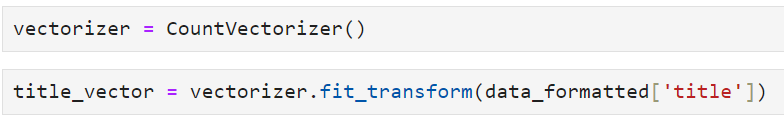 vectorizer = CountVectorizer()
title_vector = vectorizer.fit_transform(data_formatted['title'])